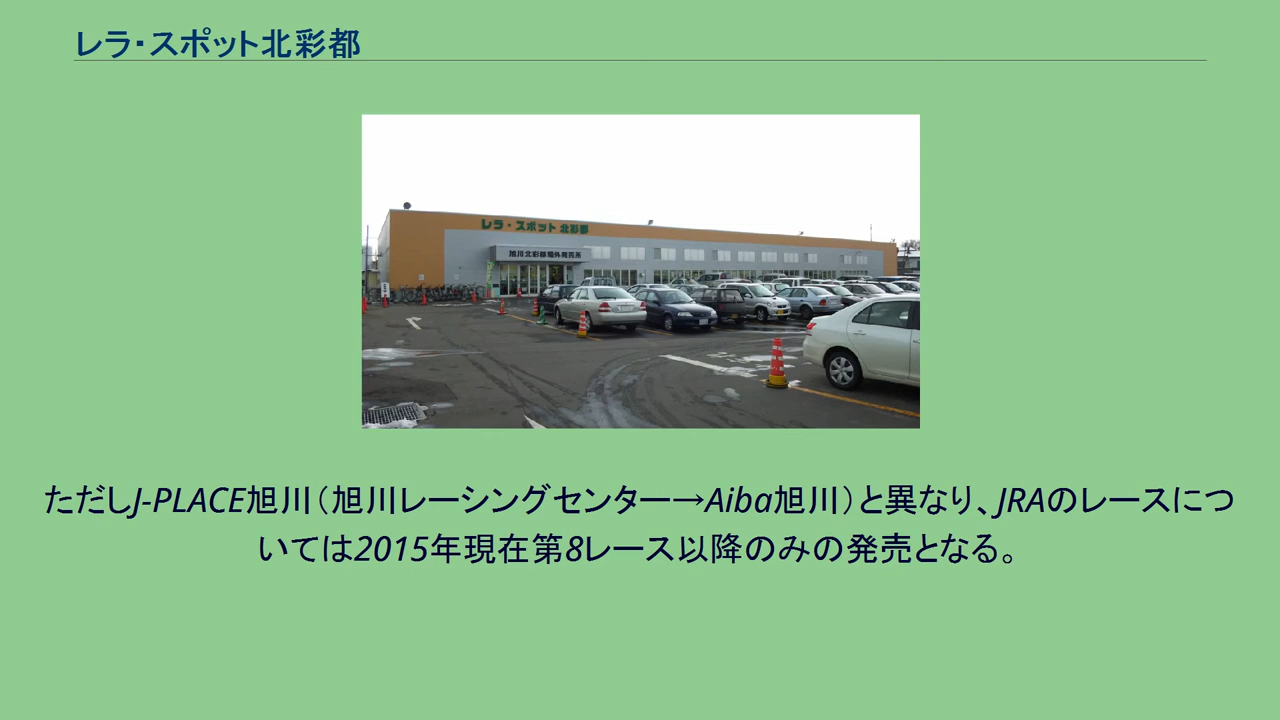 レラ・スポット北彩都
レラ・スポット 北彩都
旭川北彩都場外発売所
ただしJ-PLACE旭川（旭川レーシングセンター→Aiba旭川）と異なり、JRAのレースにつ
いては2015年現在第8レース以降のみの発売となる。